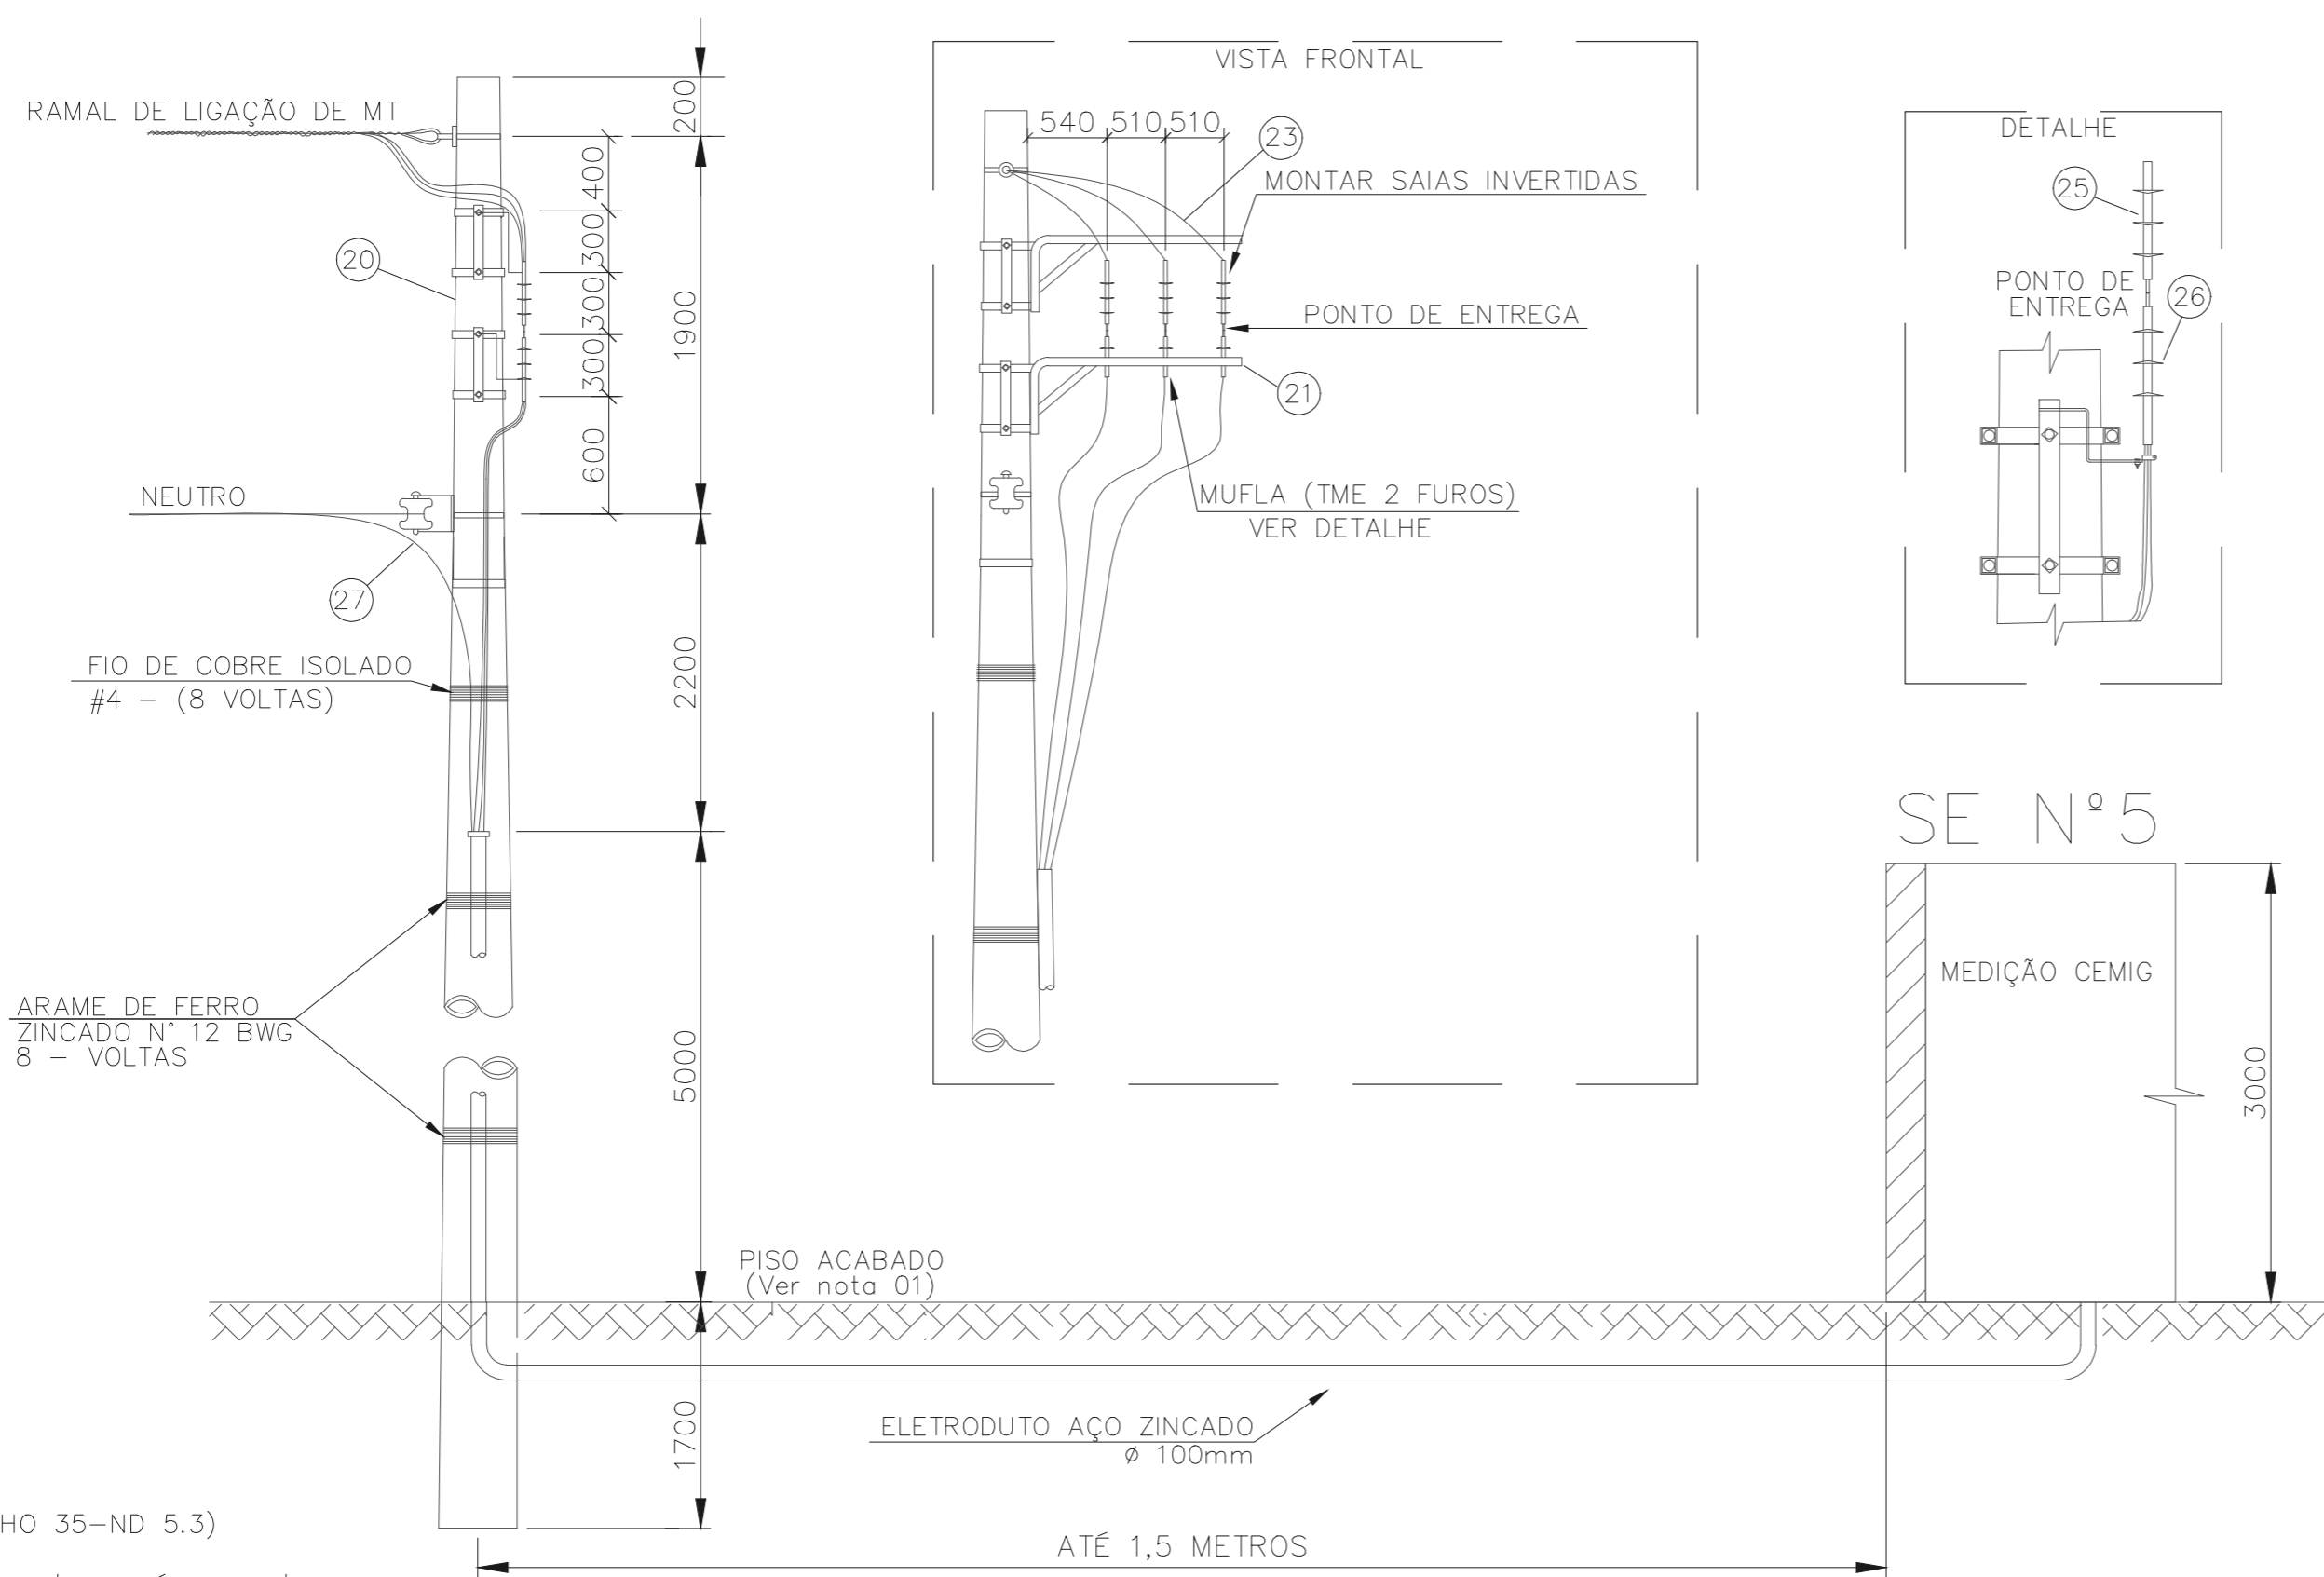 RAMAL DE LIGAÇÃO DE MT
200
400
300
300
300
600
1900
2200
5000
1700
20
NEUTRO
27
FIO DE COBRE ISOLADO
#4 – (8 VOLTAS)
ARAME DE FERRO
ZINCADO N° 12 BWG
8 – VOLTAS
VISTA FRONTAL
540
510
510
23
MONTAR SAIAS INVERTIDAS
PONTO DE ENTREGA
21
MUFLA (TME 2 FUROS)
VER DETALHE
DETALHE
25
PONTO DE
ENTREGA
26
SE Nº5
MEDIÇÃO CEMIG
3000
PISO ACABADO
(Ver nota 01)
ELETRODUTO AÇO ZINCADO
ø 100mm
HO 35–ND 5.3)
ATÉ 1,5 METROS